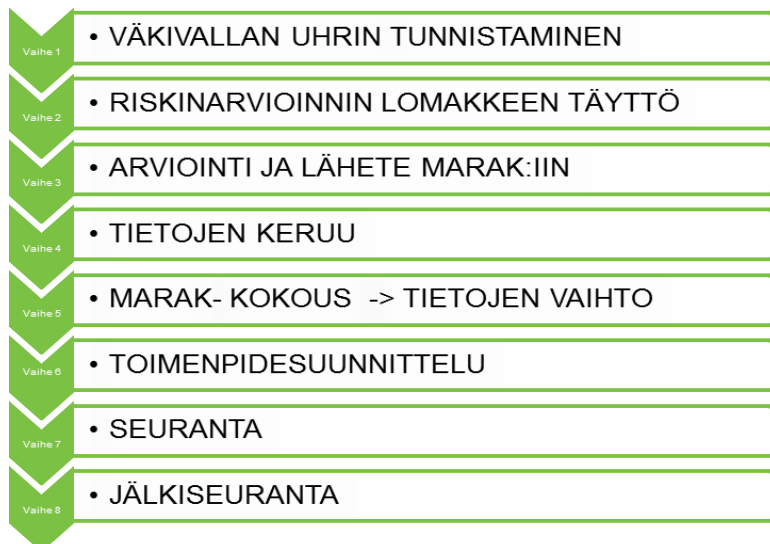 Vaihe 1
• VÄKIVALLAN UHRIN TUNNISTAMINEN
Vaihe 2
• RISKINARVIOINNIN LOMAKKEEN TÄYTTÖ
Vaihe 3
• ARVIOINTI JA LÄHETE MARAK:IIN
Vaihe 4
• TIETOJEN KERUU
Vaihe 5
• MARAK- KOKOUS -> TIETOJEN VAIHTO
Vaihe 6
• TOIMENPIDESUUNNITTELU
Vaihe 7
• SEURANTA
Vaihe 8
• JÄLKISEURANTA